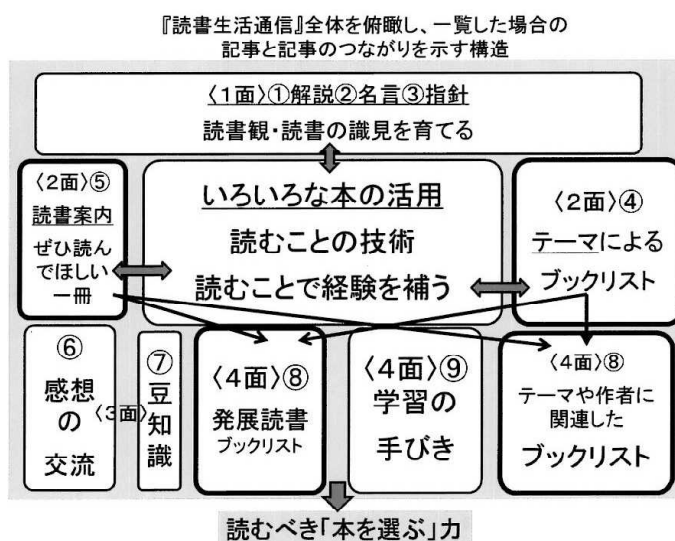 『読書生活通信』全体を俯瞰し、一覧した場合の
記事と記事のつながりを示す構造
〈1面〉①解説②名言③指針
読書観・読書の識見を育てる
〈2面〉⑤
読書案内
ぜひ読ん
でほしい
一冊
いろいろな本の活用
読むことの技術
読むことで経験を補う
〈2面〉④
テーマによる
ブックリスト
⑥
感想
の
交流
〈3面〉
⑦
豆
知
識
〈4面〉⑧
発展読書
ブックリスト
〈4面〉⑨
学習の
手びき
〈4面〉⑧
テーマや作者に
関連した
ブックリスト
読むべき「本を選ぶ」力